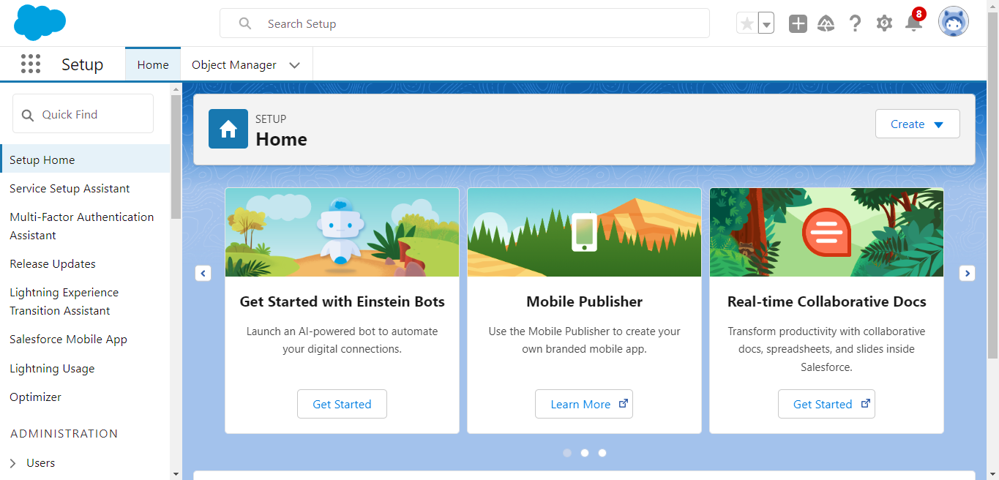 Search Setup
8
Setup
Home
Object Manager
Quick Find
Setup Home
Service Setup Assistant
Multi-Factor Authentication
Assistant
Release Updates
Lightning Experience
Transition Assistant
Salesforce Mobile App
Lightning Usage
Optimizer
ADMINISTRATION
Users
SETUP
Home
Create
Get Started with Einstein Bots
Launch an AI-powered bot to automate
your digital connections.
Get Started
Mobile Publisher
Use the Mobile Publisher to create your
own branded mobile app.
Learn More
Real-time Collaborative Docs
Transform productivity with collaborative
docs, spreadsheets, and slides inside
Salesforce.
Get Started